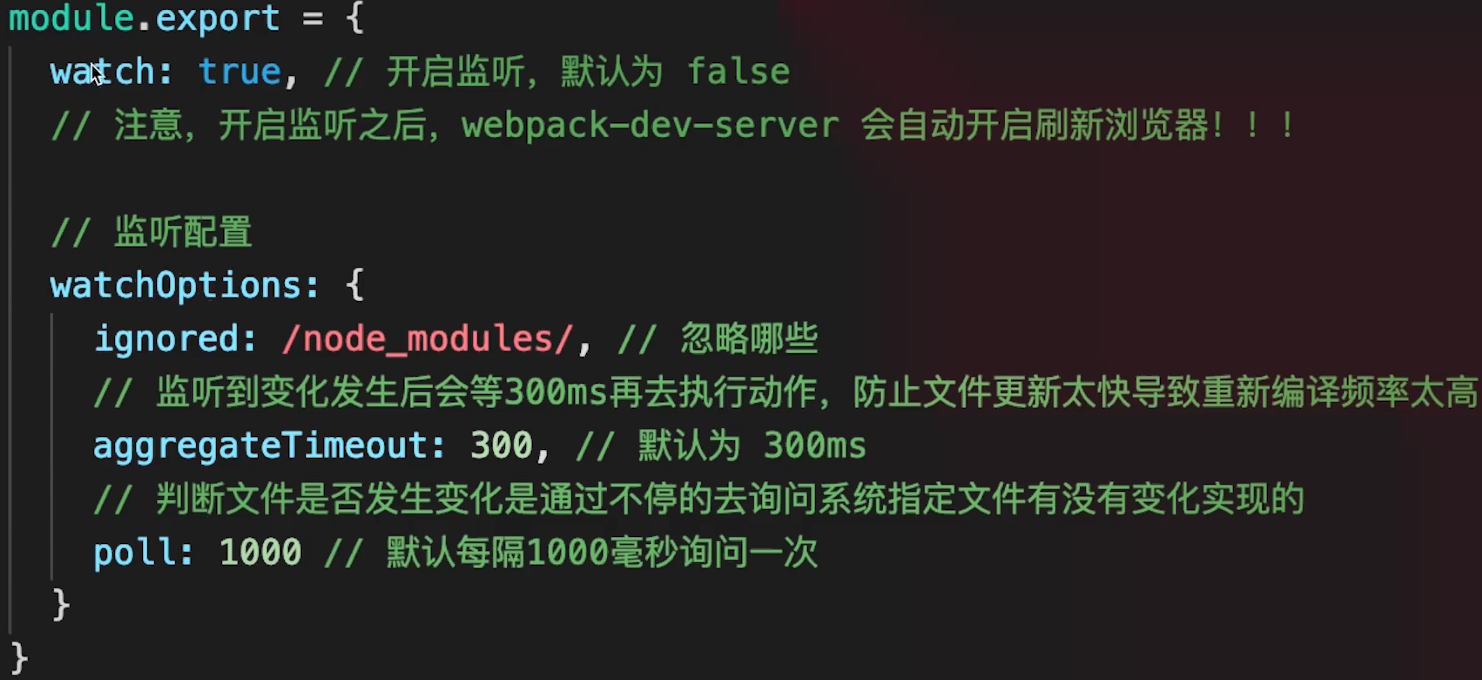 module.export = {
watch: true, // 开启监听，默认为 false
// 注意，开启监听之后，webpack-dev-server 会自动开启刷新浏览器！！！
// 监听配置
watchOptions: {
ignored: /node_modules/, // 忽略哪些
// 监听到变化发生后会等300ms再去执行动作，防止文件更新太快导致重新编译频率太高
aggregateTimeout: 300, // 默认为 300ms
// 判断文件是否发生变化是通过不停的去询问系统指定文件有没有变化实现的
poll: 1000 // 默认每隔1000毫秒询问一次
}
}